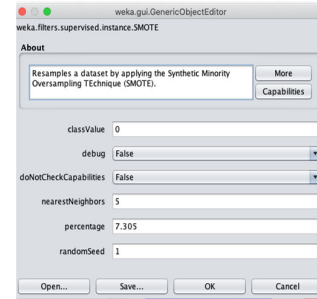 weka.gui.GenericObjectEditor
weka.filters.supervised.instance.SMOTE
About
Resamples a dataset by applying the Synthetic Minority
Oversampling TEchnique (SMOTE).
More
Capabilities
classValue 0
debug False
doNotCheckCapabilities False
nearestNeighbors 5
percentage 7.305
randomSeed 1
Open... Save... OK Cancel